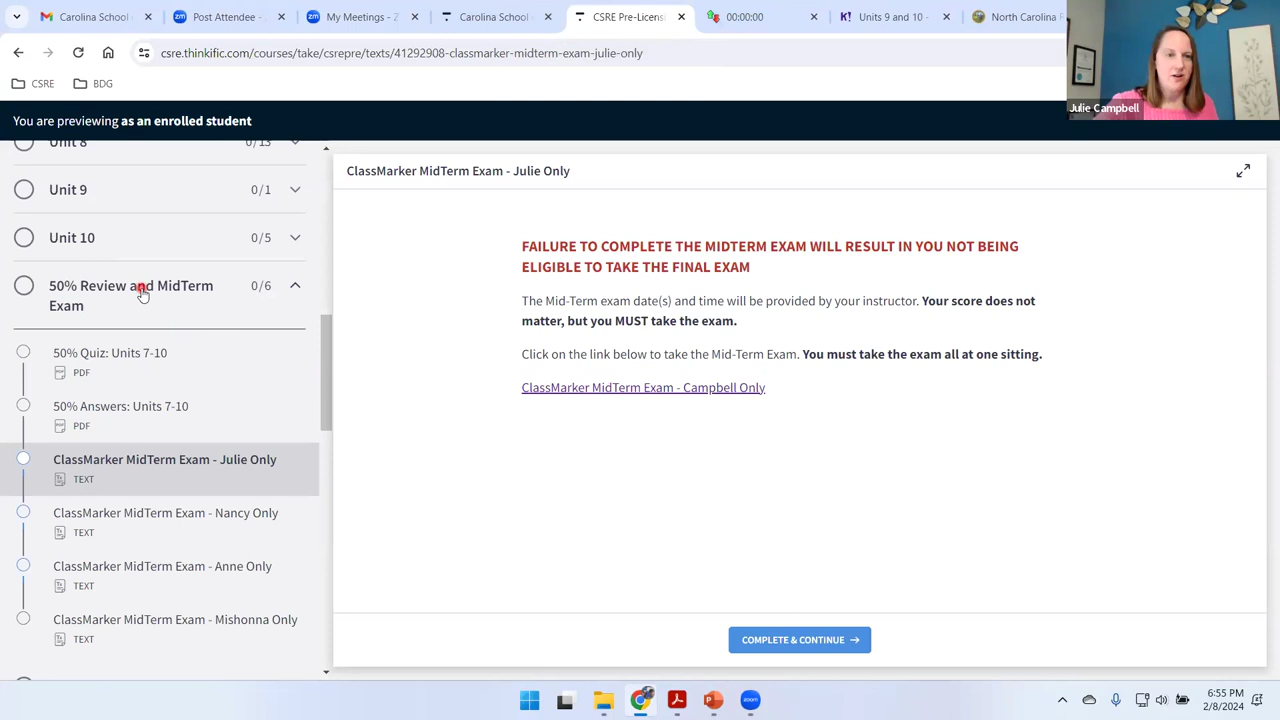 Carolina School
Post Attendee -
My Meetings -
Carolina School
CSRE Pre-Licens
00:00:00
Units 9 and 10 -
North Carolina R
csre.thinkific.com/courses/take/csrepre/texts/41292908-classmarker-midterm-exam-julie-only
CSRE
BDG
Julie Campbell
You are previewing as an enrolled student
Unit 8
0/13
Unit 9
0/1
Unit 10
0/5
50% Review and MidTerm
Exam
0/6
50% Quiz: Units 7-10
PDF
50% Answers: Units 7-10
PDF
ClassMarker MidTerm Exam - Julie Only
TEXT
ClassMarker MidTerm Exam - Nancy Only
TEXT
ClassMarker MidTerm Exam - Anne Only
TEXT
ClassMarker MidTerm Exam - Mishonna Only
TEXT
ClassMarker MidTerm Exam - Julie Only
FAILURE TO COMPLETE THE MIDTERM EXAM WILL RESULT IN YOU NOT BEING
ELIGIBLE TO TAKE THE FINAL EXAM
The Mid-Term exam date(s) and time will be provided by your instructor. Your score does not
matter, but you MUST take the exam.
Click on the link below to take the Mid-Term Exam. You must take the exam all at one sitting.
ClassMarker MidTerm Exam - Campbell Only
COMPLETE & CONTINUE →
6:55 PM
2/8/2024